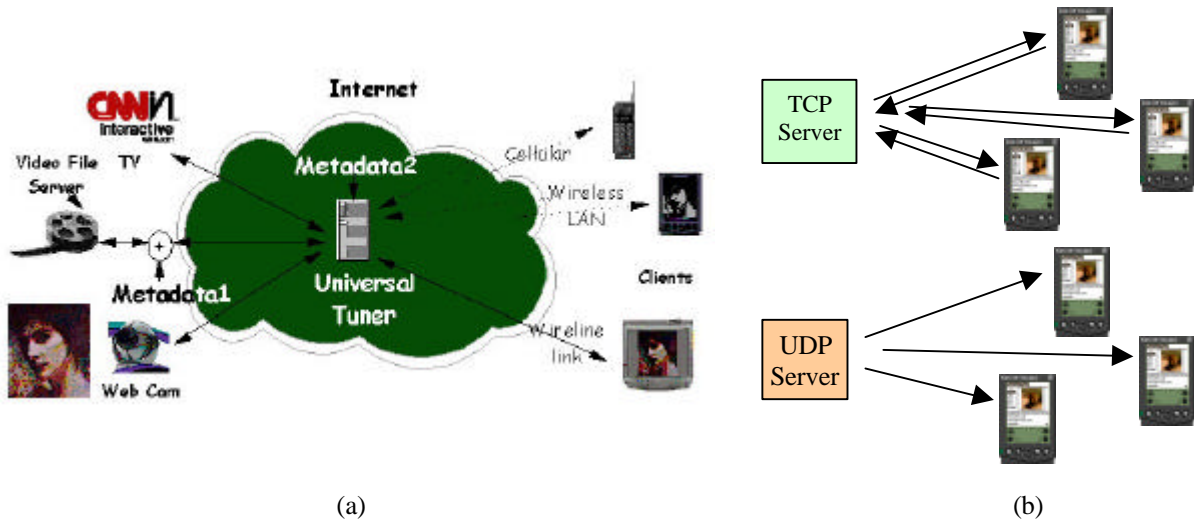 Internet
CNN
Interactive
Video File
Server
TV
Metadata2
Cellular
Wireless
LAN
Clients
Metadata1
Universal
Tuner
Wireline
link
Web Cam
(a)
TCP
Server
UDP
Server
(b)